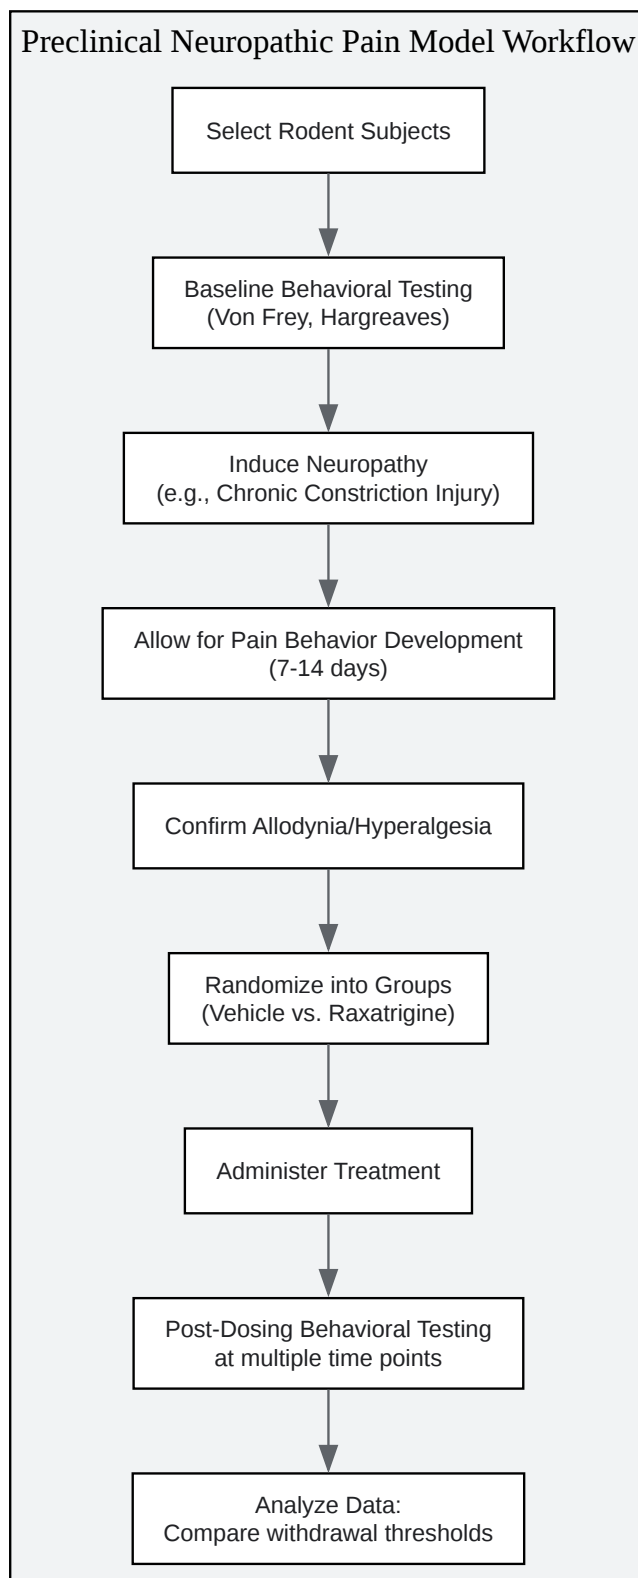 Preclinical Neuropathic Pain Model Workflow
Select Rodent Subjects
Baseline Behavioral Testing
(Von Frey, Hargreaves)
Induce Neuropathy
(e.g., Chronic Constriction Injury)
Allow for Pain Behavior Development
(7-14 days)
Confirm Allodynia/Hyperalgesia
Randomize into Groups
(Vehicle vs. Raxatrigine)
Administer Treatment
Post-Dosing Behavioral Testing
at multiple time points
Analyze Data:
Compare withdrawal thresholds